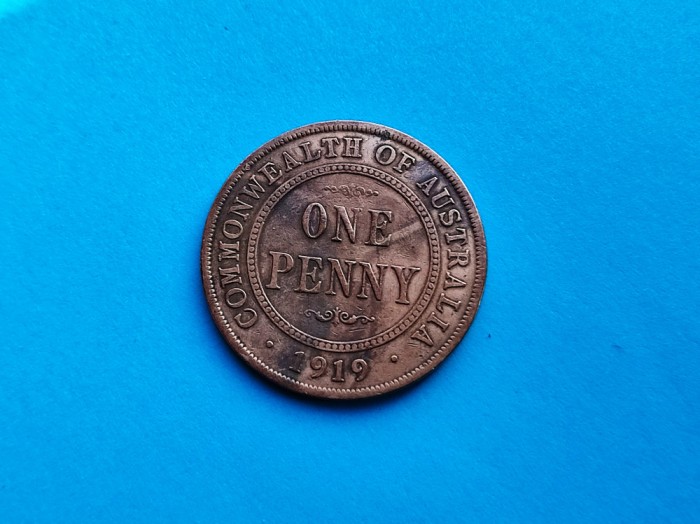 COMMONWEALTH OF AUSTRALIA
ONE
PENNY
· 1919 ·